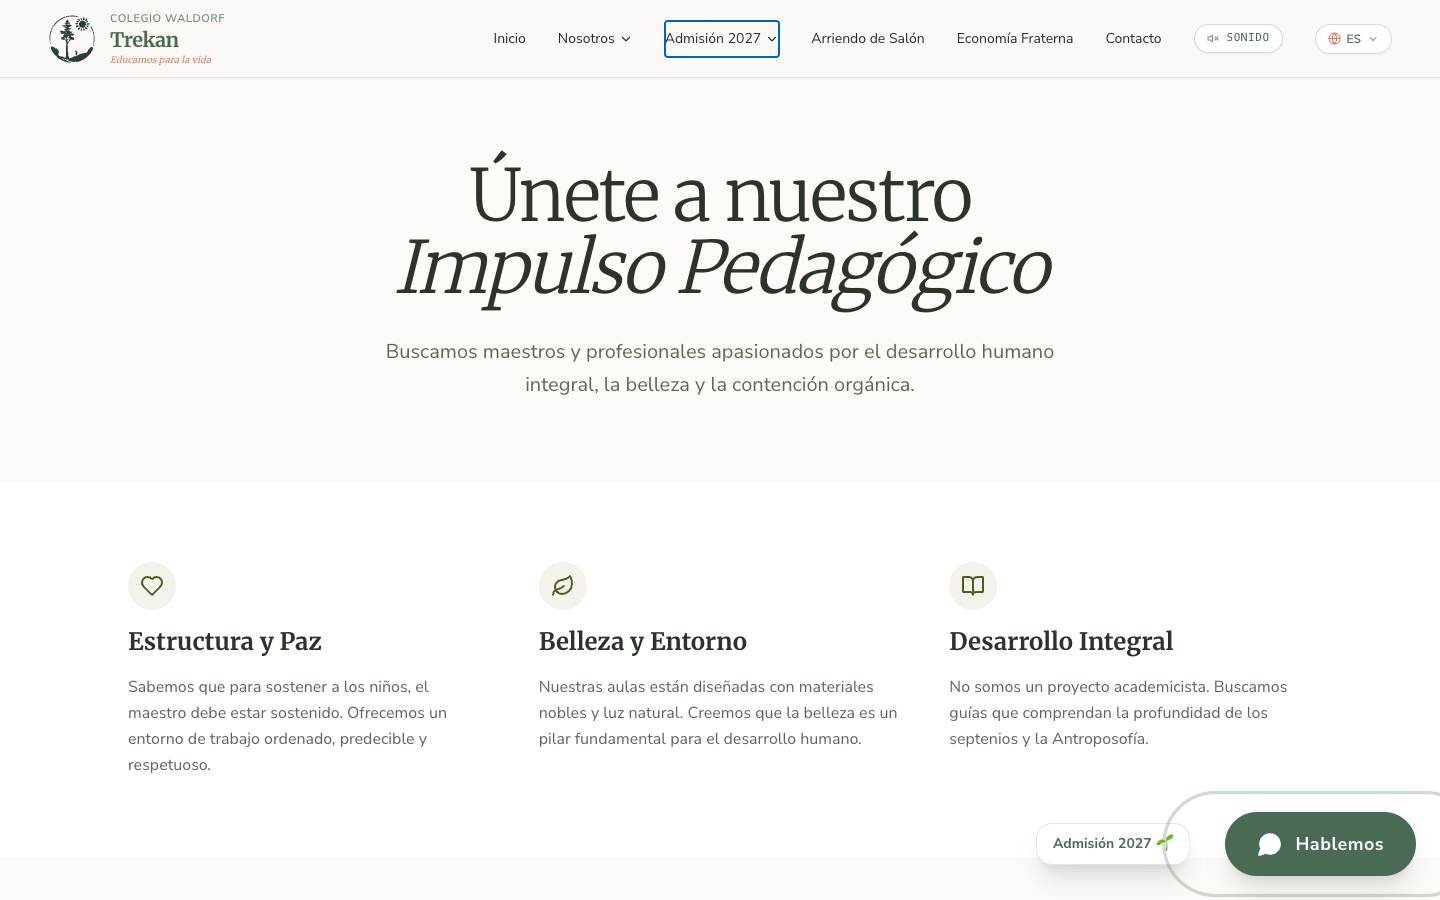 COLEGIO WALDORF
Trekan
Educamos para la vida
Inicio
Nosotros
Admisión 2027
Arriendo de Salón
Economía Fraterna
Contacto
SONIDO
ES
Únete a nuestro
Impulso Pedagógico
Buscamos maestros y profesionales apasionados por el desarrollo humano
integral, la belleza y la contención orgánica.
Estructura y Paz
Sabemos que para sostener a los niños, el
maestro debe estar sostenido. Ofrecemos un
entorno de trabajo ordenado, predecible y
respetuoso.
Belleza y Entorno
Nuestras aulas están diseñadas con materiales
nobles y luz natural. Creemos que la belleza es un
pilar fundamental para el desarrollo humano.
Desarrollo Integral
No somos un proyecto academicista. Buscamos
guías que comprendan la profundidad de los
septenios y la Antroposofía.
Admisión 2027 🌱
Hablemos